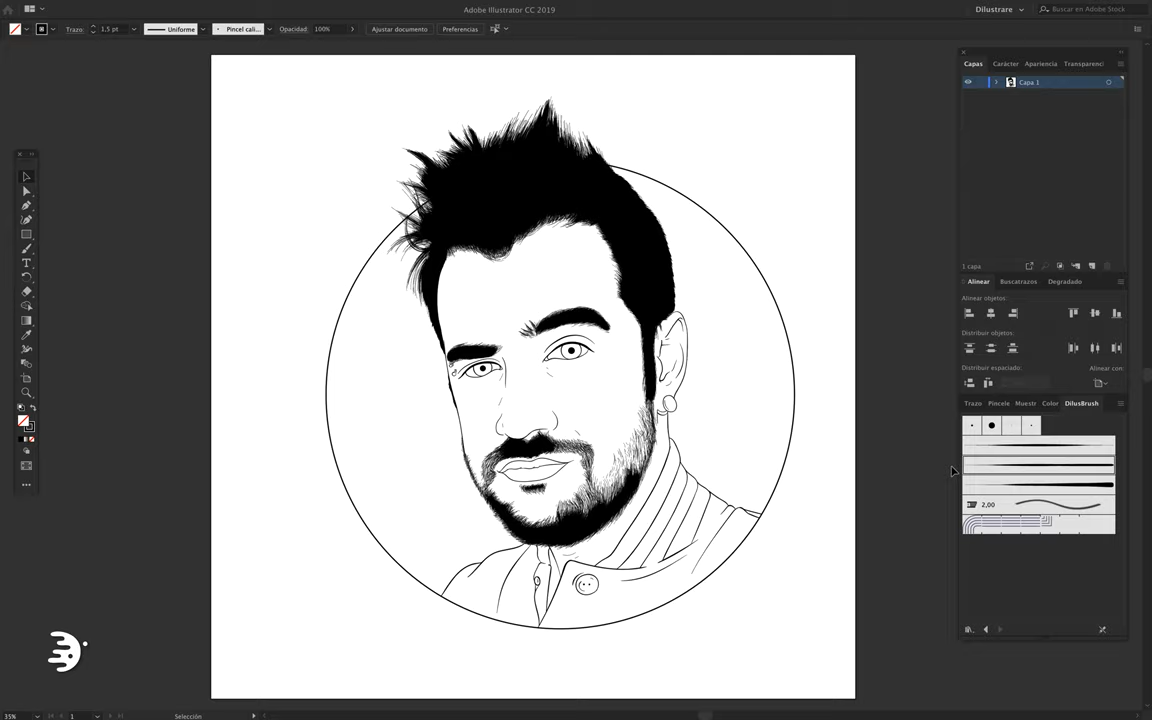 Adobe Illustrator CC 2019
Dilustrare
Buscar en Adobe Stock
Trazo:
1,5 pt
Uniforme
Pincel cali...
Opacidad:
100%
Ajustar documento
Preferencias
Capas
Carácter
Apariencia
Transparenci
Capa 1
1 capa
Alinear
Buscatrazos
Degradado
Alinear objetos:
Distribuir objetos:
Distribuir espaciado:
Alinear con:
Trazo
Pincele
Muestr
Color
DilusBrush
2,00
35%
1
Selección